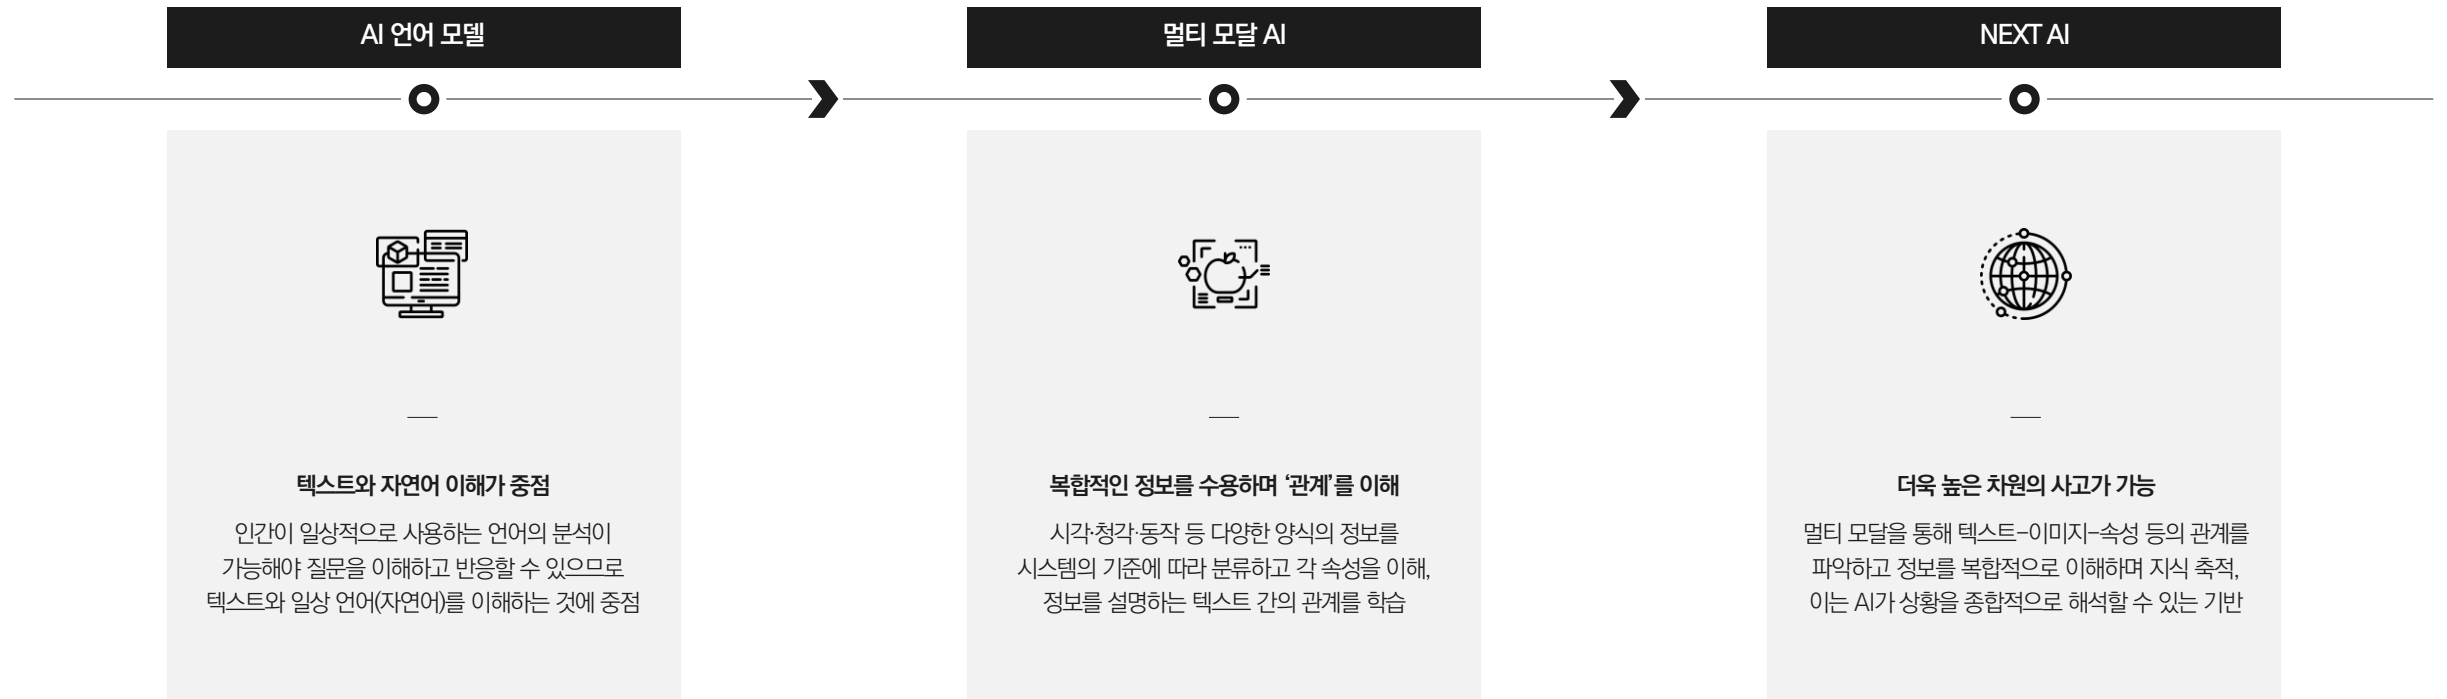 AI 언어 모델
텍스트와 자연어 이해가 중점
인간이 일상적으로 사용하는 언어의 분석이
가능해야 질문을 이해하고 반응할 수 있으므로
텍스트와 일상 언어(자연어)를 이해하는 것에 중점
멀티 모달 AI
복합적인 정보를 수용하며 ‘관계’를 이해
시각·청각·동작 등 다양한 양식의 정보를
시스템의 기준에 따라 분류하고 각 속성을 이해,
정보를 설명하는 텍스트 간의 관계를 학습
NEXT AI
더욱 높은 차원의 사고가 가능
멀티 모달을 통해 텍스트-이미지-속성 등의 관계를
파악하고 정보를 복합적으로 이해하며 지식 축적,
이는 AI가 상황을 종합적으로 해석할 수 있는 기반